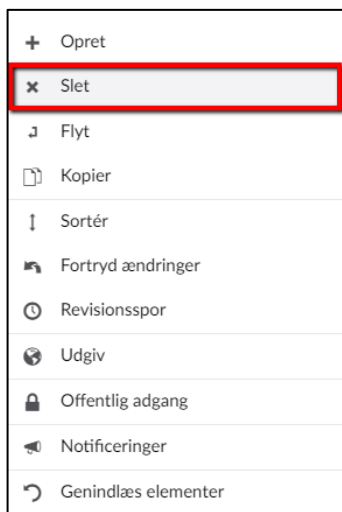 Opret
Slet
Flyt
Kopier
Sortér
Fortryd ændringer
Revisionsspor
Udgiv
Offentlig adgang
Notificeringer
Genindlæs elementer